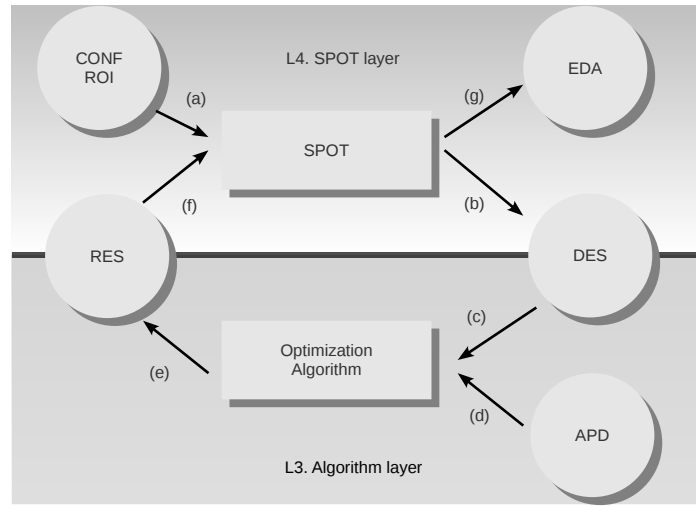 CONF
ROI
L4. SPOT layer
EDA
(a)
(g)
SPOT
(f)
(b)
RES
DES
(c)
Optimization
Algorithm
(e)
(d)
APD
L3. Algorithm layer